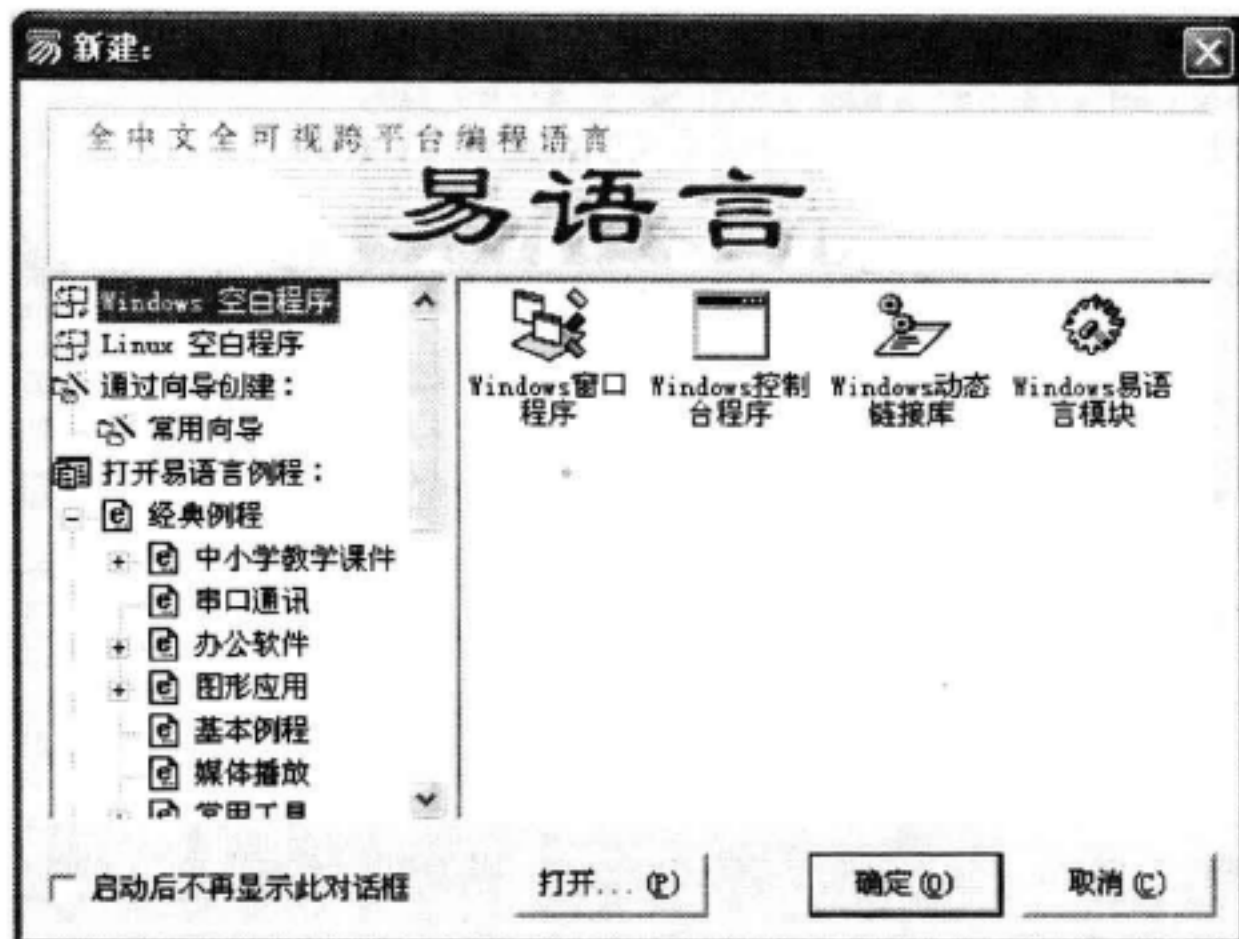 新建:
全中文全可视跨平台编程语言
易语言
Windows 空白程序
Linux 空白程序
通过向导创建：
常用向导
打开易语言例程：
经典例程
中小学教学课件
串口通讯
办公软件
图形应用
基本例程
媒体播放
常用工具
Windows窗口
程序
Windows控制
台程序
Windows动态
链接库
Windows易语
言模块
启动后不再显示此对话框
打开...(P)
确定(O)
取消(C)